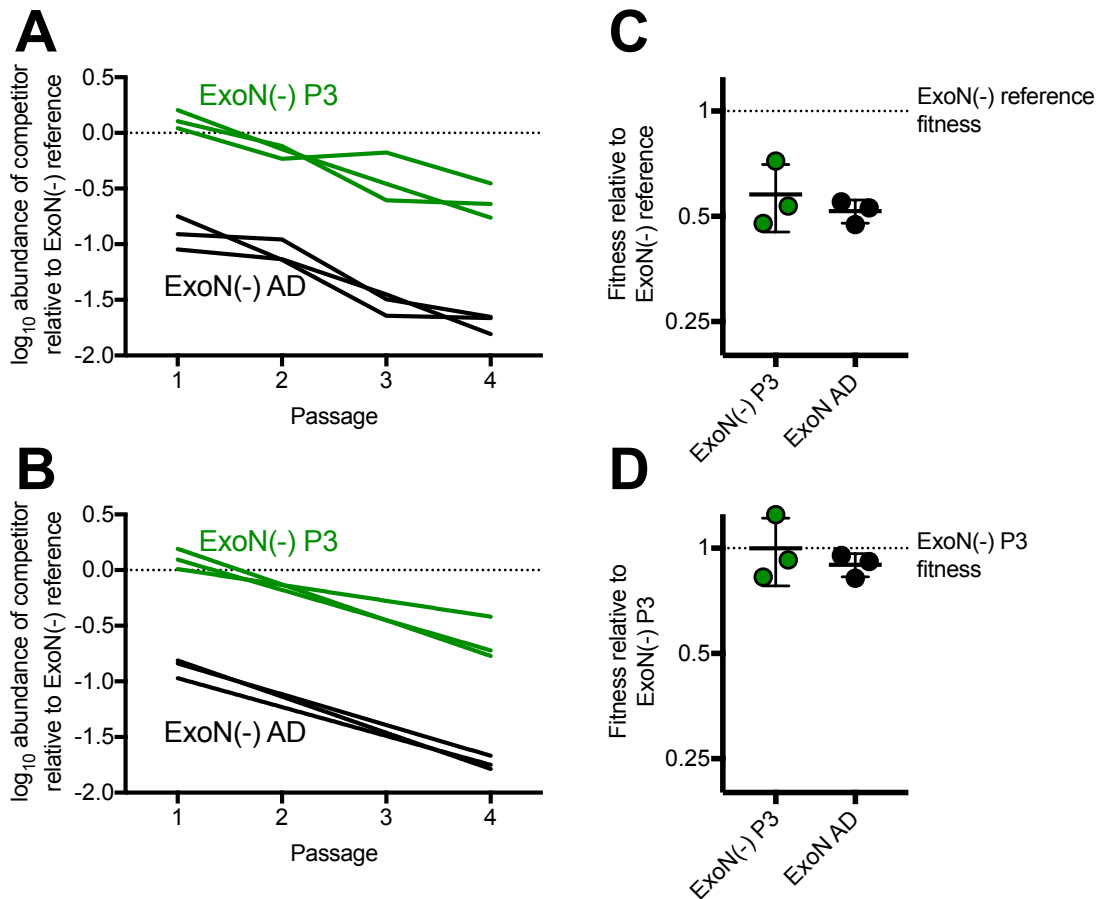 A
log10 abundance of competitor
relative to ExoN(-) reference
0.5
0.0
-0.5
-1.0
-1.5
-2.0
ExoN(-) P3
ExoN(-) AD
1 2 3 4
Passage
C
Fitness relative to
ExoN(-) reference
1
0.5
0.25
ExoN(-) reference
fitness
ExoN(-) P3
ExoN AD
B
log10 abundance of competitor
relative to ExoN(-) reference
0.5
0.0
-0.5
-1.0
-1.5
-2.0
ExoN(-) P3
ExoN(-) AD
1 2 3 4
Passage
D
Fitness relative to
ExoN(-) P3
1
0.5
0.25
ExoN(-) P3
fitness
ExoN(-) P3
ExoN AD